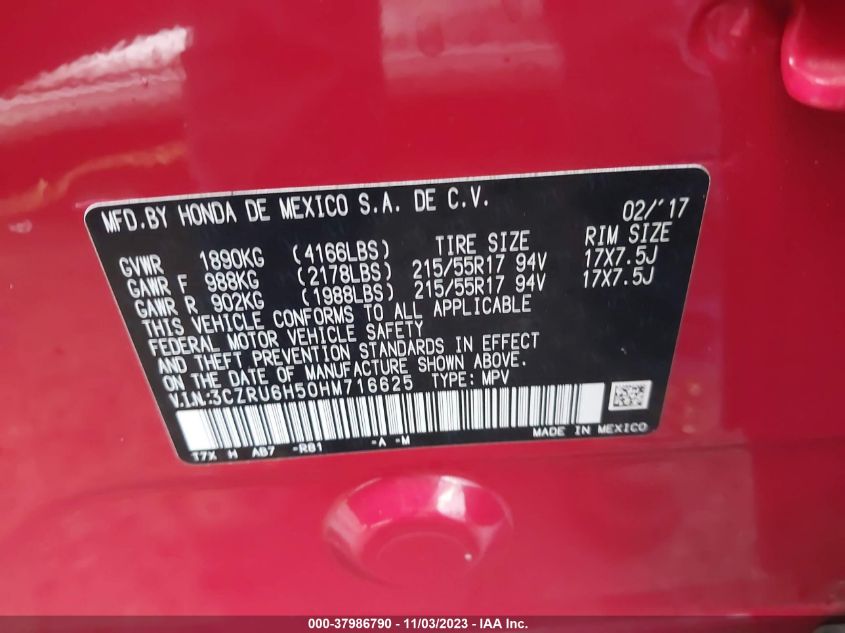 MFD.BY HONDA DE MEXICO S.A. DE C.V. 02/'17
GVWR 1890KG (4166LBS) TIRE SIZE RIM SIZE
GAWR F 988KG (2178LBS) 215/55R17 94V 17X7.5J
GAWR R 902KG (1988LBS) 215/55R17 94V 17X7.5J
THIS VEHICLE CONFORMS TO ALL APPLICABLE
FEDERAL MOTOR VEHICLE SAFETY
AND THEFT PREVENTION STANDARDS IN EFFECT
ON THE DATE OF MANUFACTURE SHOWN ABOVE.
V.I.N:3CZRU6H50HM716625 TYPE: MPV
T7X H AB7 -RB1 -A -M MADE IN MEXICO
000-37986790 - 11/03/2023 - IAA Inc.